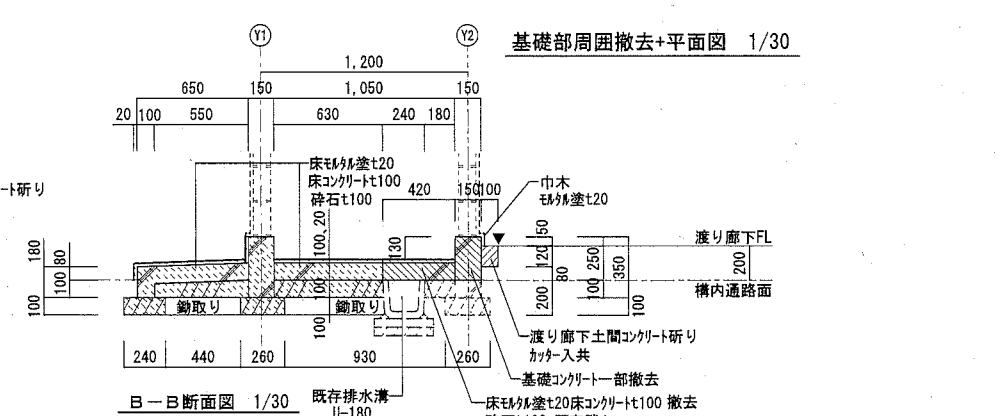 基礎部周囲撤去+平面図 1/30
Y1 Y2
1,200
650 150 1,050 150
20 100 550 630 240 180
床ﾓﾙﾀﾙ塗t20
床ｺﾝｸﾘｰﾄt100
砕石t100
420 150 100
巾木
ﾓﾙﾀﾙ塗t20
ｰﾄ斫り
180 80 100 100
100,20 100 100
130
50 120 80 200
250 100
350 100
渡り廊下FL
200
構内通路面
鋤取り 鋤取り
渡り廊下土間ｺﾝｸﾘｰﾄ斫り
ｶｯﾀｰ入共
240 440 260 930 260
基礎ｺﾝｸﾘｰﾄ一部撤去
B－B断面図 1/30
既存排水溝
U-180
床ﾓﾙﾀﾙ塗t20床ｺﾝｸﾘｰﾄt100 撤去